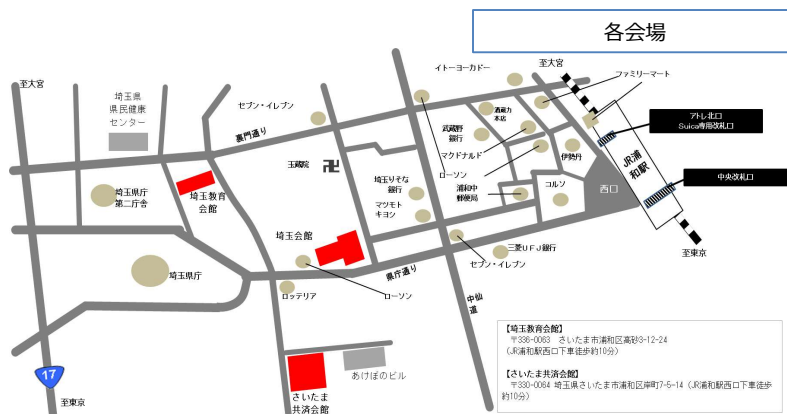 各会場
至大宮
埼玉県
県民健康
センター
セブン・イレブン
イトーヨーカドー
至大宮
ファミリーマート
裏門通り
酒蔵力
本店
武蔵野
銀行
マクドナルド
ローソン
伊勢丹
アトレ北口
Suica専用改札口
JR浦和駅
中央改札口
玉蔵院
卍
埼玉りそな
銀行
マツモト
キヨシ
浦和中
郵便局
コルソ
西口
埼玉県庁
第二庁舎
埼玉教育
会館
埼玉会館
三菱UFJ銀行
セブン・イレブン
至東京
埼玉県庁
県庁通り
ロッテリア
ローソン
中仙道
17
至東京
さいたま
共済会館
あけぼのビル
【埼玉教育会館】
〒336-0063 さいたま市浦和区高砂3-12-24
(JR浦和駅西口下車徒歩約10分)
【さいたま共済会館】
〒330-0064 埼玉県さいたま市浦和区岸町7-5-14 (JR浦和駅西口下車徒歩
約10分)